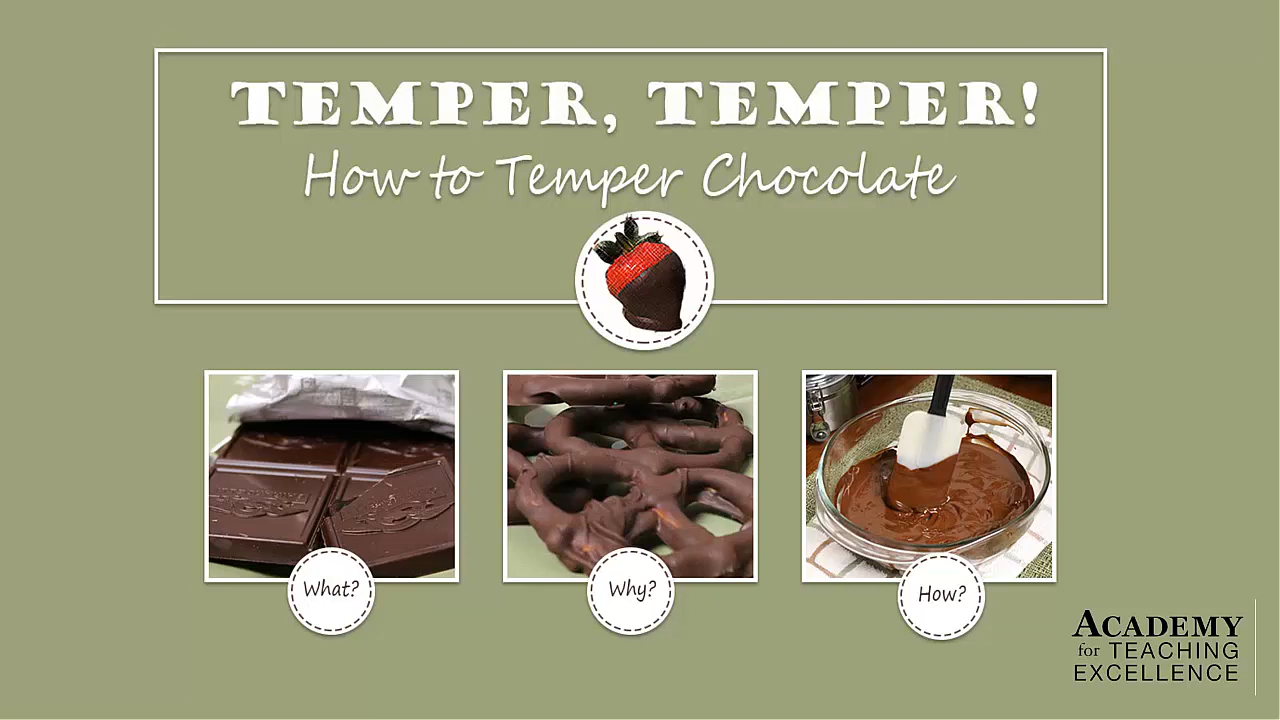 TEMPER, TEMPER!
How to Temper Chocolate
What?
Why?
How?
ACADEMY
for TEACHING
EXCELLENCE